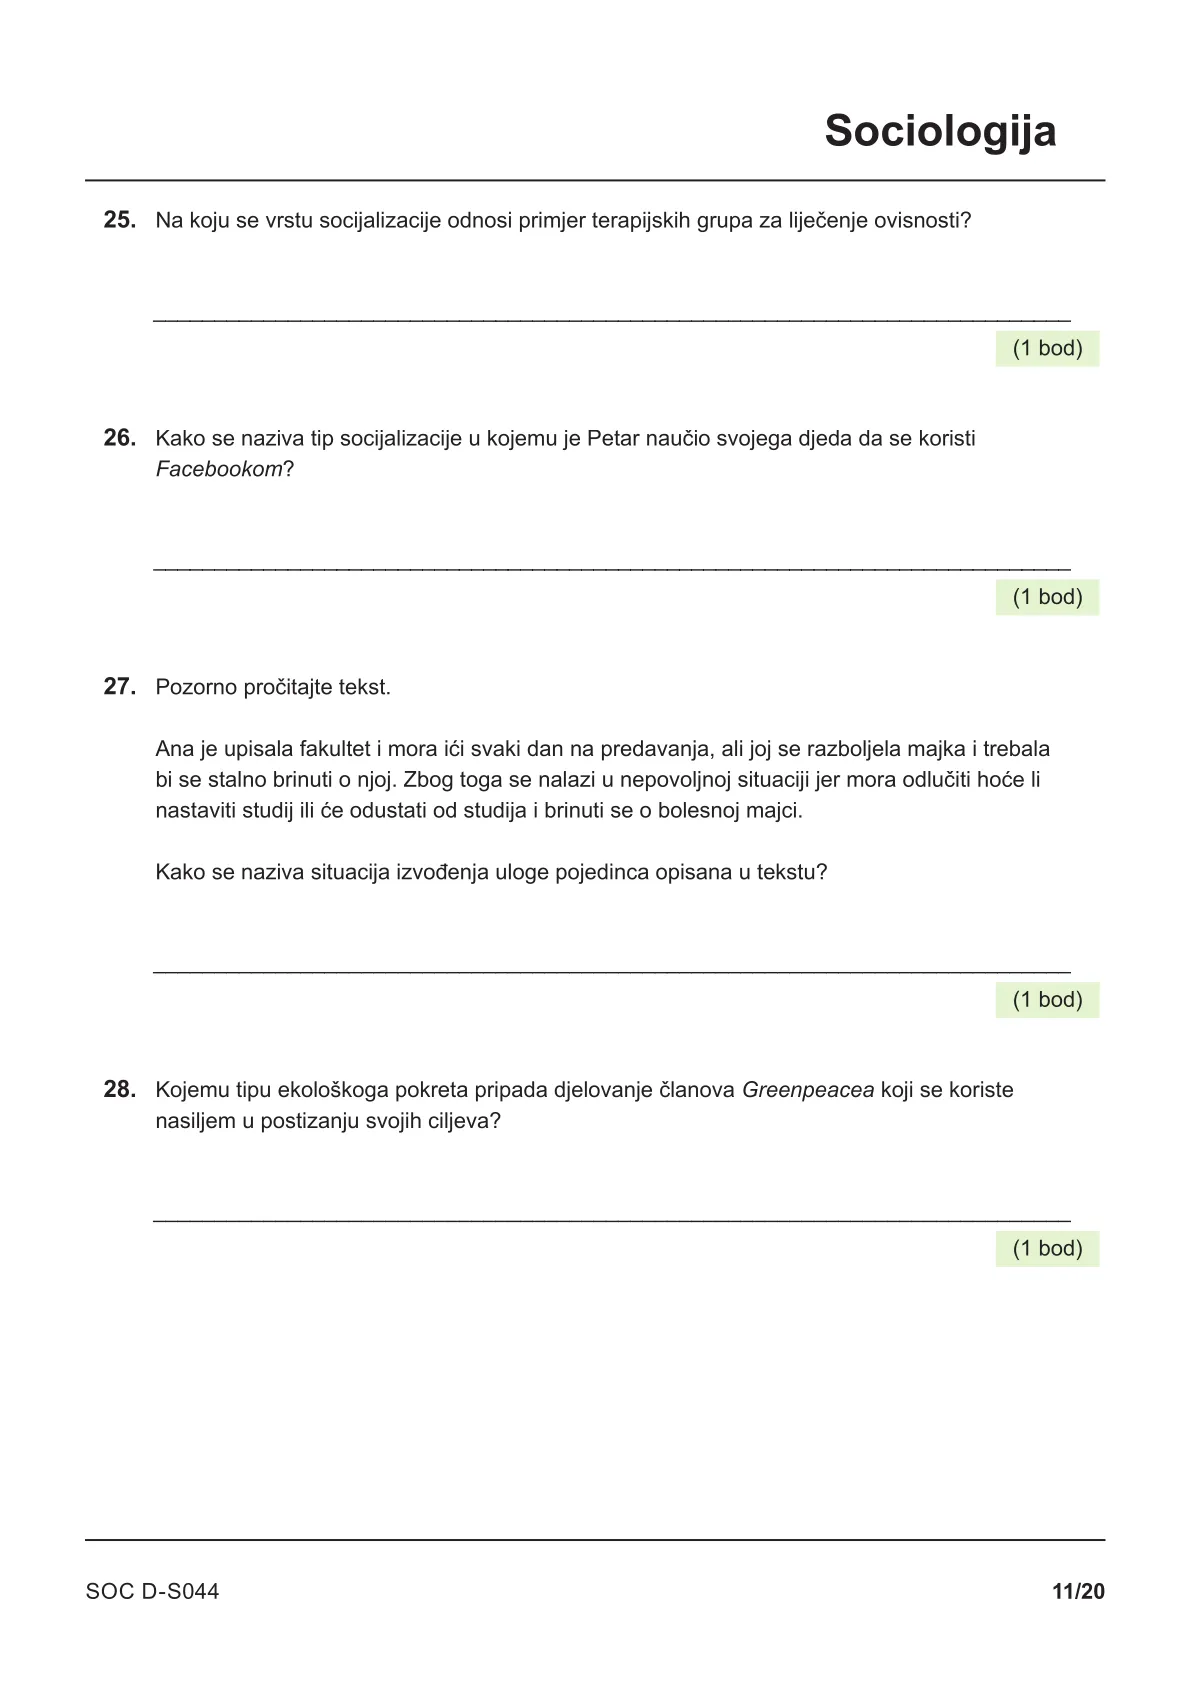 Sociologija
25. Na koju se vrstu socijalizacije odnosi primjer terapijskih grupa za liječenje ovisnosti?
(1 bod)
26. Kako se naziva tip socijalizacije u kojemu je Petar naučio svojega djeda da se koristi
Facebookom?
(1 bod)
27. Pozorno pročitajte tekst.
Ana je upisala fakultet i mora ići svaki dan na predavanja, ali joj se razboljela majka i trebala
bi se stalno brinuti o njoj. Zbog toga se nalazi u nepovoljnoj situaciji jer mora odlučiti hoće li
nastaviti studij ili će odustati od studija i brinuti se o bolesnoj majci.
Kako se naziva situacija izvođenja uloge pojedinca opisana u tekstu?
(1 bod)
28. Kojemu tipu ekološkoga pokreta pripada djelovanje članova Greenpeacea koji se koriste
nasiljem u postizanju svojih ciljeva?
(1 bod)
SOC D-S044
11/20